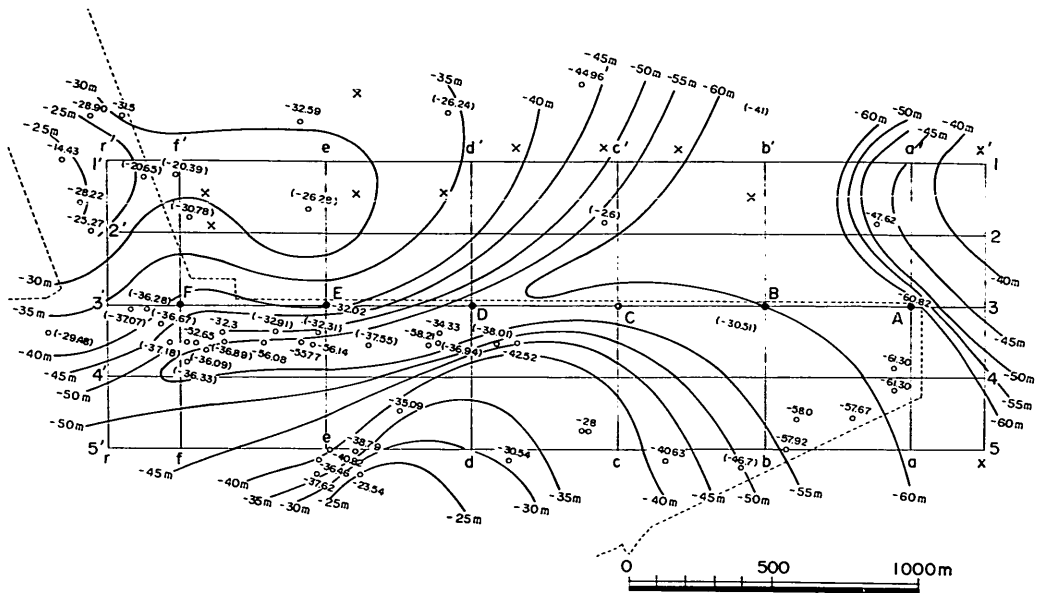 -30m
-28.90 -31.5
-25m
-25m
-14.43
-32.59
-35m
(-26.24)
-40m
-44.96
-45m
-50m
-55m
-60m
(-41)
-60m
-50m
-45m
-40m
r' f' e d' c' b' a' x'
1' 1
(-20.65) (-20.39)
-28.22
-25.27
(-30.78)
(-26.28)
(-2.6)
-47.62
2' 2
-30m
-40m
3 F E D C B A 3
(-36.28)
-32.02
-60.82
-35m
(-37.07) (-36.67)
-52.65 -32.3 (-32.91) (-32.31)
(-37.55)
-34.33
-58.21 (-38.01)
(-30.51)
-45m
(-29.48)
(-37.18) (-36.89) -56.08 -55.77 -56.14
(-36.94) -42.52
(-36.09)
(-36.33)
-61.30
-61.30
-40m
-45m
-50m
4' 4
-50m
-55m
-60m
-50m
-35.09
-28
-58.0 -57.67
-57.92
5' 5
r f e d c b a x
-38.79
-40.82
-36.46
-37.62 -23.54
-30.54
40.63
(-46.7)
-45m
-40m
-35m
-30m
-25m
-25m
-30m
-35m
-40m
-45m
-50m
-55m
-60m
0 500 1000m